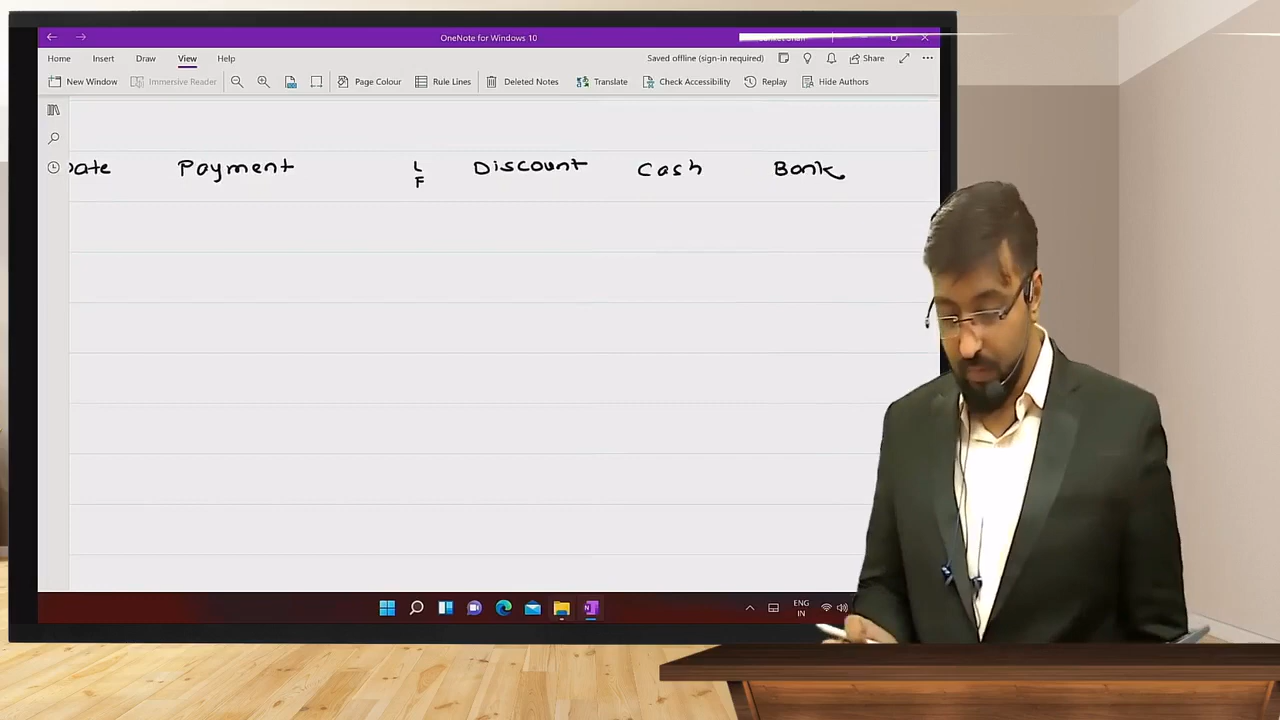 OneNote for Windows 10
Home Insert Draw View Help
Saved offline (sign-in required) Share
New Window Immersive Reader Page Colour Rule Lines Deleted Notes Translate Check Accessibility Replay Hide Authors
Payment L F Discount Cash Bank
ENG
IN